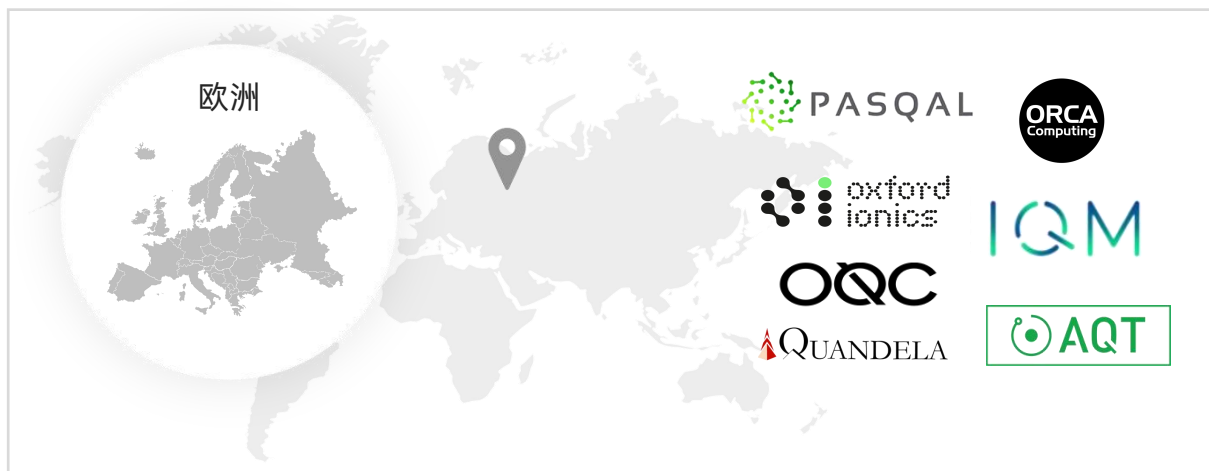 欧洲
PASQAL
ORCA
Computing
oxford
ionics
IQM
OQC
QUANDELA
AQT